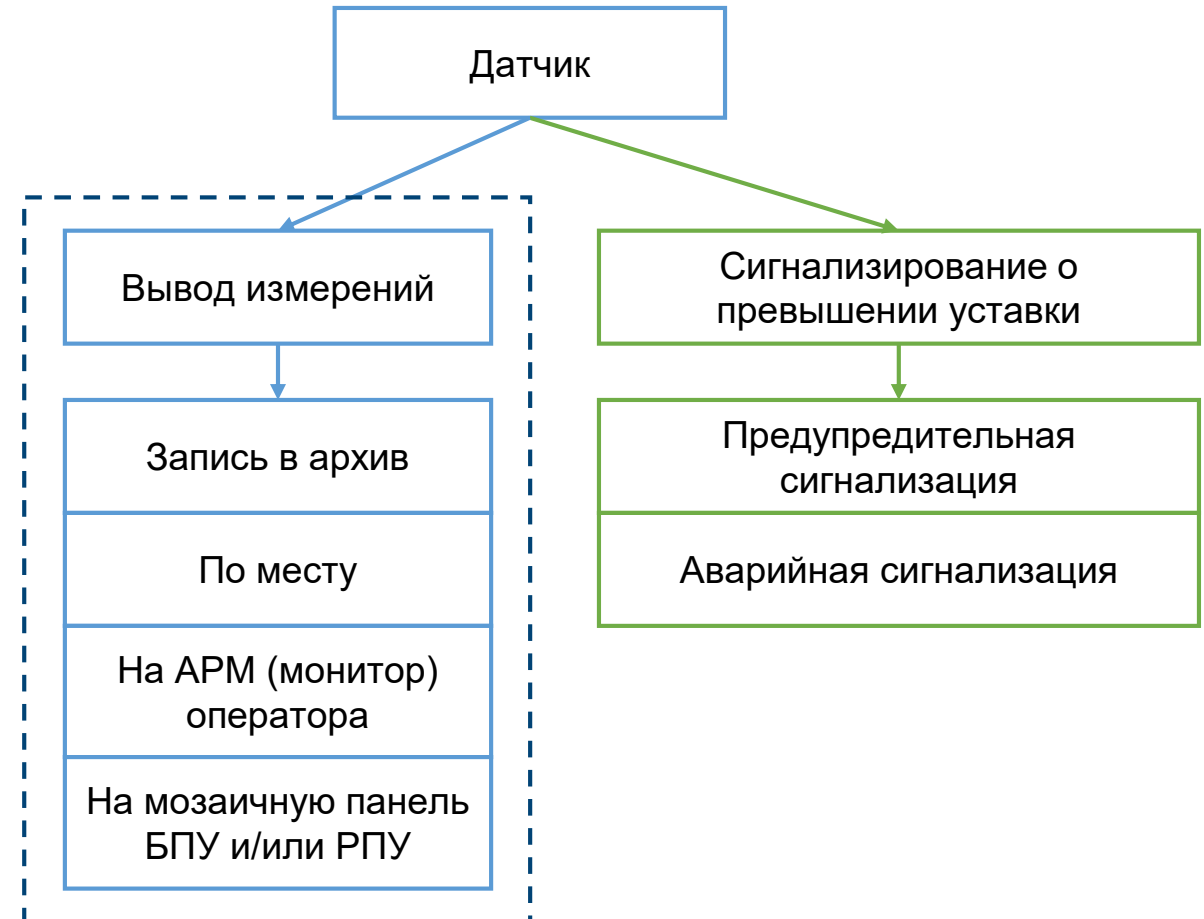 Датчик
Вывод измерений
Запись в архив
По месту
На АРМ (монитор)
оператора
На мозаичную панель
БПУ и/или РПУ
Сигнализирование о
превышении уставки
Предупредительная
сигнализация
Аварийная сигнализация